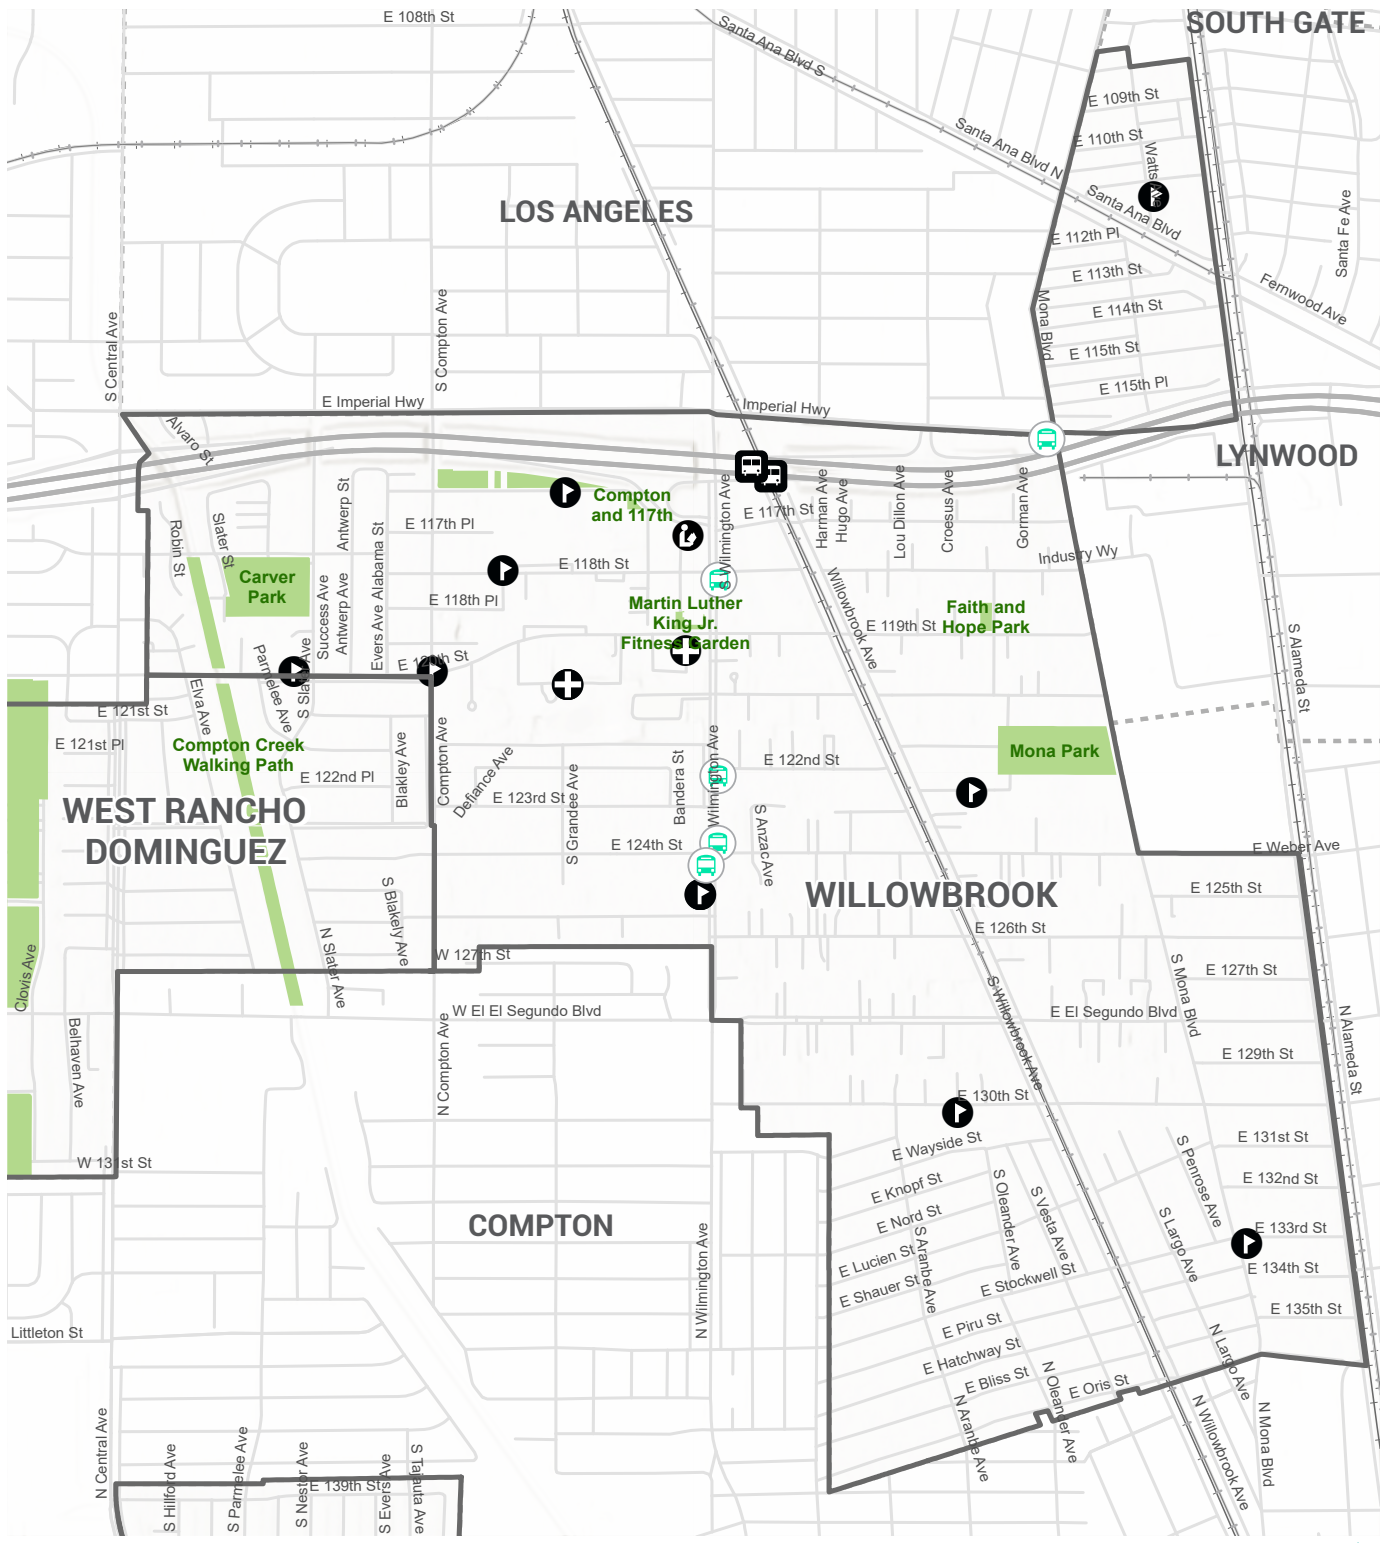 E 108th St
SOUTH GATE
Santa Ana Blvd S
E 109th St
Santa Ana Blvd N
E 110th St
Watts Ave
LOS ANGELES
Santa Ana Blvd
Santa Fe Ave
E 112th Pl
E 113th St
Fernwood Ave
E 114th St
Mona Blvd
S Central Ave
S Compton Ave
E 115th St
E 115th Pl
E Imperial Hwy
Imperial Hwy
Alvaro St
LYNWOOD
Compton
and 117th
Antwerp St
S Wilmington Ave
E 117th St
Harman Ave
Hugo Ave
Lou Dillon Ave
Croesus Ave
Gorman Ave
Robin St
Slater St
E 117th Pl
Evers Ave Alabama St
E 118th St
Industry Wy
Carver
Park
Success Ave
Antwerp Ave
E 118th Pl
Martin Luther
King Jr.
Fitness Garden
Willowbrook Ave
Faith and
Hope Park
E 119th St
Parmelee Ave
S Slater Ave
E 120th St
S Alameda St
Elva Ave
E 121st St
E 121st Pl
Compton Creek
Walking Path
E 122nd Pl
Blakley Ave
Compton Ave
Defiance Ave
Bandera St
Wilmington Ave
E 122nd St
Mona Park
E 123rd St
S Grandee Ave
S Anzac Ave
WEST RANCHO
DOMINGUEZ
E 124th St
E Weber Ave
WILLOWBROOK
E 125th St
S Blakely Ave
E 126th St
Clovis Ave
N Slater Ave
W 127th St
S Mona Blvd
E 127th St
W El El Segundo Blvd
S Willowbrook Ave
E El Segundo Blvd
N Alameda St
Belhaven Ave
N Compton Ave
E 129th St
E 130th St
E Wayside St
S Penrose Ave
E 131st St
W 131st St
E Knopf St
S Oleander Ave
S Vesta Ave
E 132nd St
COMPTON
E Nord St
S Aranbe Ave
S Largo Ave
E 133rd St
N Wilmington Ave
E Lucien St
E 134th St
E Shauer St
E Stockwell St
E 135th St
Littleton St
E Piru St
N Largo Ave
E Hatchway St
E Bliss St
N Oleander Ave
E Oris St
N Aranbe Ave
N Willowbrook Ave
N Mona Blvd
N Central Ave
S Hillford Ave
S Parmelee Ave
S Nestor Ave
E 139th St
S Evers Ave
S Tajauta Ave